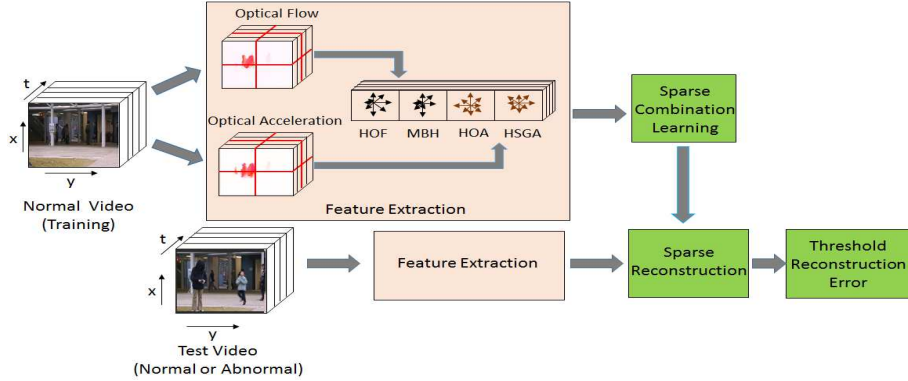 Optical Flow
t
x
y
Normal Video
(Training)
Optical Acceleration
HOF MBH HOA HSGA
Feature Extraction
Sparse
Combination
Learning
t
x
y
Test Video
(Normal or Abnormal)
Feature Extraction
Sparse
Reconstruction
Threshold
Reconstruction
Error